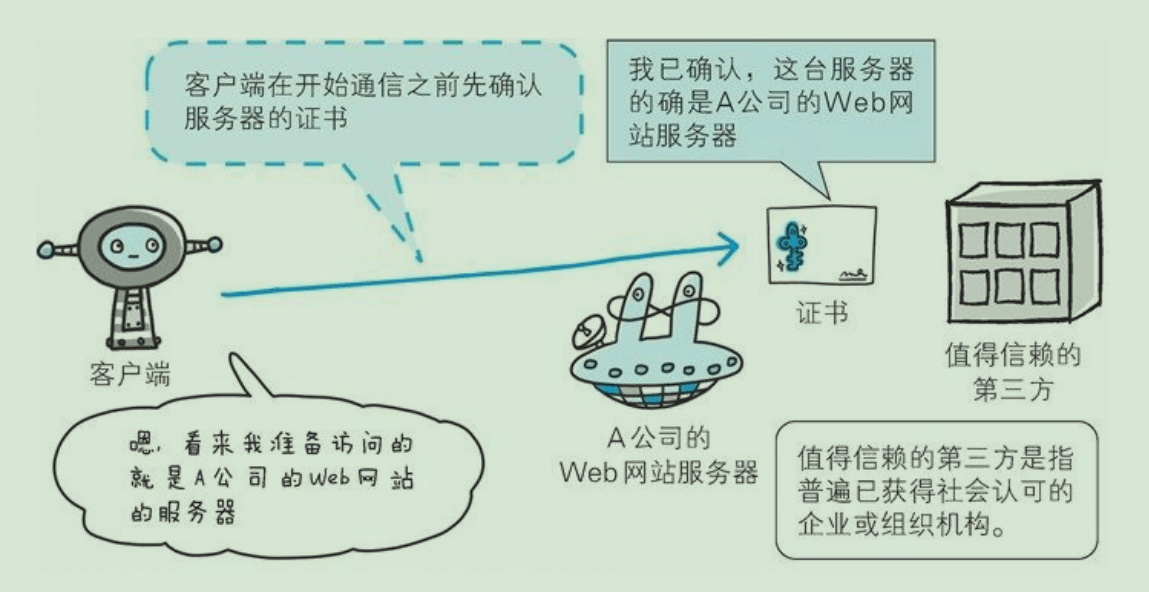 客户端在开始通信之前先确认
服务器的证书
我已确认，这台服务器
的确是A公司的Web网
站服务器
证书
客户端
值得信赖的
第三方
嗯，看来我准备访问的
就是A公司的Web网站
的服务器
A公司的
Web网站服务器
值得信赖的第三方是指
普遍已获得社会认可的
企业或组织机构。